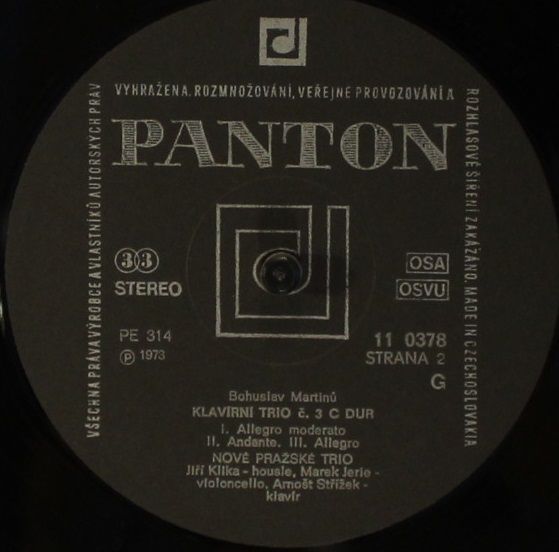 VŠECHNA PRÁVA VÝROBCE A VLASTNÍKŮ AUTORSKÝCH PRÁV
VYHRAŽENA. ROZMNOŽOVÁNÍ, VEŘEJNÉ PROVOZOVÁNÍ A
ROZHLASOVÉ ŠÍŘENÍ ZAKÁZÁNO. MADE IN CZECHOSLOVAKIA
PANTON
33
STEREO
OSA
OSVU
PE 314
Ⓟ 1973
11 0378
STRANA 2
G
Bohuslav Martinů
KLAVÍRNÍ TRIO č. 3 C DUR
I. Allegro moderato
II. Andante. III. Allegro
NOVÉ PRAŽSKÉ TRIO
Jiří Klika - housle, Marek Jerie -
violoncello, Arnošt Střížek -
klavír